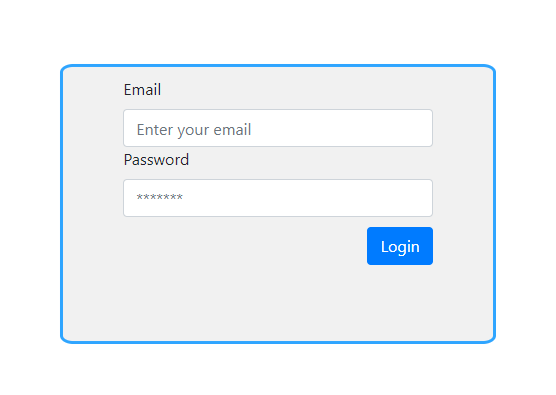 Email
Enter your email
Password
*******
Login